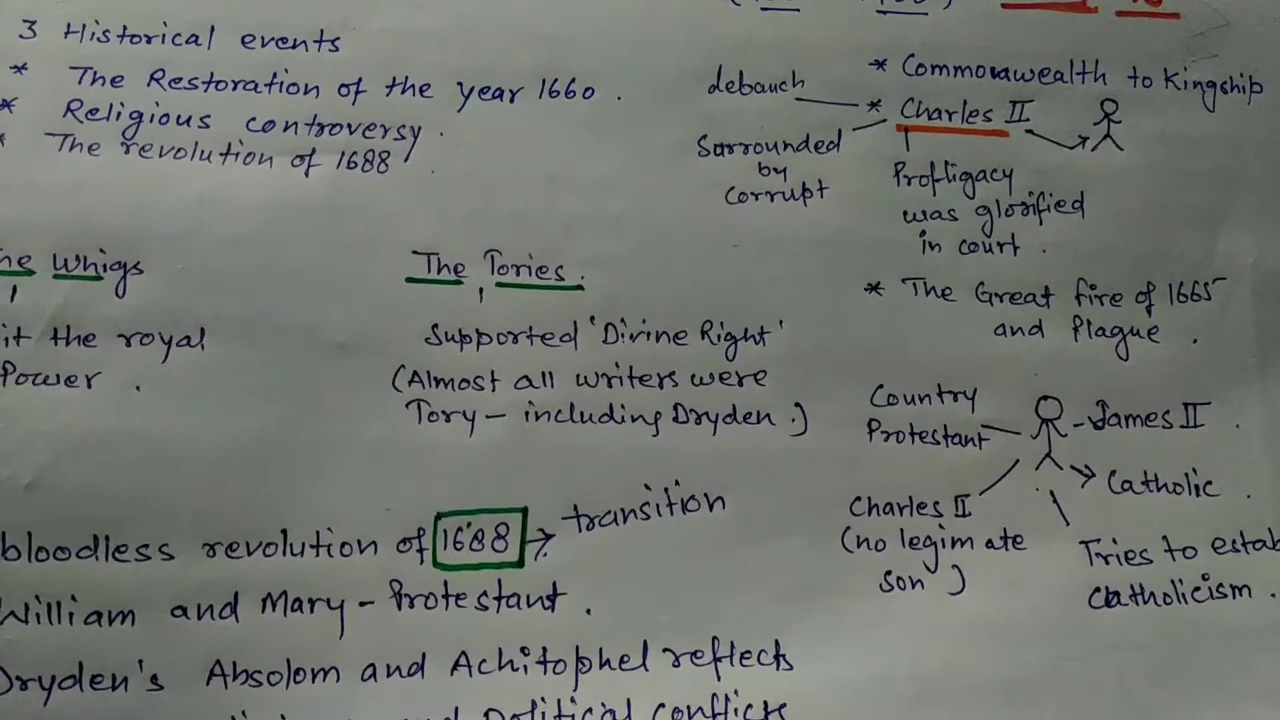 3 Historical events
* The Restoration of the year 1660 .
* Religious controversy .
* The revolution of 1688 .
* Commonawealth to Kingship
debauch
* Charles II
Surrounded
by
Corrupt
Profligacy
was glorified
in court .
* The Great fire of 1665
and Plague .
Whigs
it the royal
Power .
The Tories .
Supported 'Divine Right'
(Almost all writers were
Tory - including Dryden .)
Country
Protestant
- James II .
Catholic .
Charles II
(no legimate
son)
Tries to estab
Catholicism .
bloodless revolution of 1688 → transition
William and Mary - Protestant .
Dryden's Absolom and Achitophel reflects
political conflicts